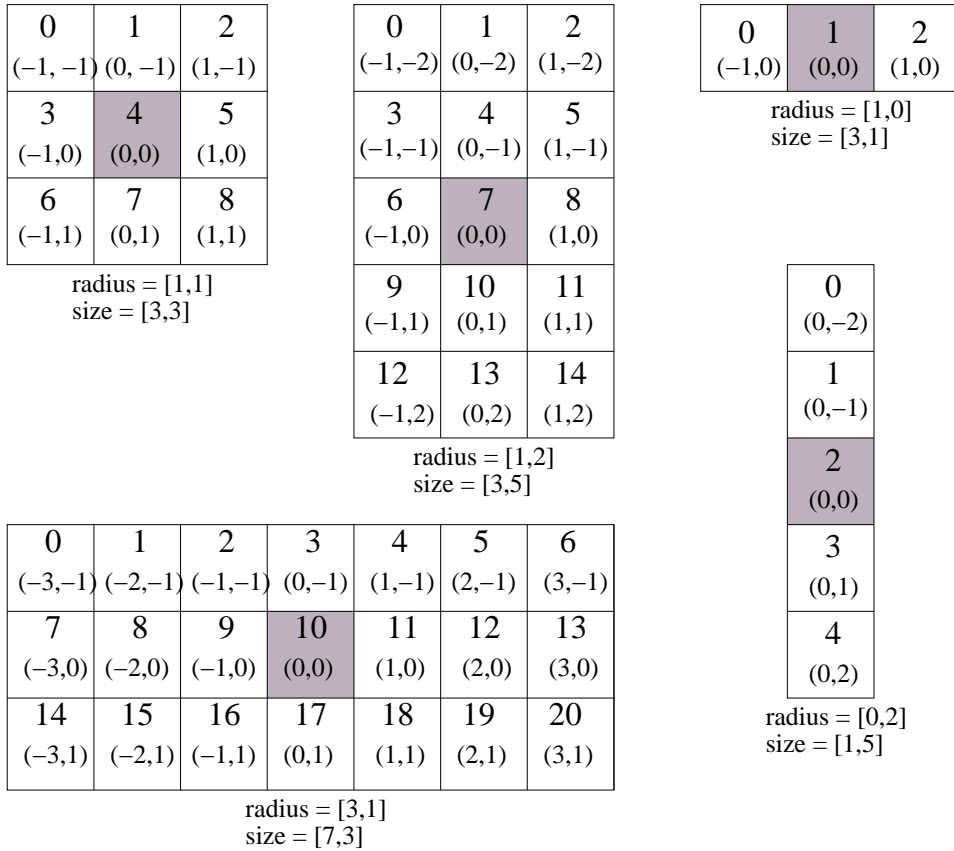 0 1 2
(−1, −1) (0, −1) (1,−1)
3 4 5
(−1,0) (0,0) (1,0)
6 7 8
(−1,1) (0,1) (1,1)
radius = [1,1]
size = [3,3]
0 1 2
(−1,−2) (0,−2) (1,−2)
3 4 5
(−1,−1) (0,−1) (1,−1)
6 7 8
(−1,0) (0,0) (1,0)
9 10 11
(−1,1) (0,1) (1,1)
12 13 14
(−1,2) (0,2) (1,2)
radius = [1,2]
size = [3,5]
0 1 2
(−1,0) (0,0) (1,0)
radius = [1,0]
size = [3,1]
0
(0,−2)
1
(0,−1)
2
(0,0)
3
(0,1)
4
(0,2)
radius = [0,2]
size = [1,5]
0 1 2 3 4 5 6
(−3,−1) (−2,−1) (−1,−1) (0,−1) (1,−1) (2,−1) (3,−1)
7 8 9 10 11 12 13
(−3,0) (−2,0) (−1,0) (0,0) (1,0) (2,0) (3,0)
14 15 16 17 18 19 20
(−3,1) (−2,1) (−1,1) (0,1) (1,1) (2,1) (3,1)
radius = [3,1]
size = [7,3]